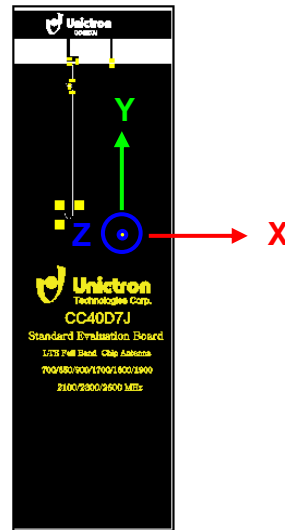 Unictron
Y
Z
X
Unictron
Technologies Corp.
CC40D7J
Standard Evaluation Board
LTE Full Band Chip Antenna
700/850/900/1700/1800/1900
2100/2300/2600 MHz